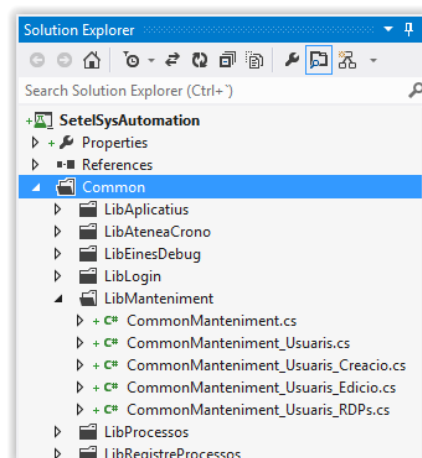 Solution Explorer
Search Solution Explorer (Ctrl+`)
SetelSysAutomation
Properties
References
Common
LibAplicatius
LibAteneaCrono
LibEinesDebug
LibLogin
LibManteniment
C# CommonManteniment.cs
C# CommonManteniment_Usuaris.cs
C# CommonManteniment_Usuaris_Creacio.cs
C# CommonManteniment_Usuaris_Edicio.cs
C# CommonManteniment_Usuaris_RDPs.cs
LibProcessos
LibRegistreProcessos